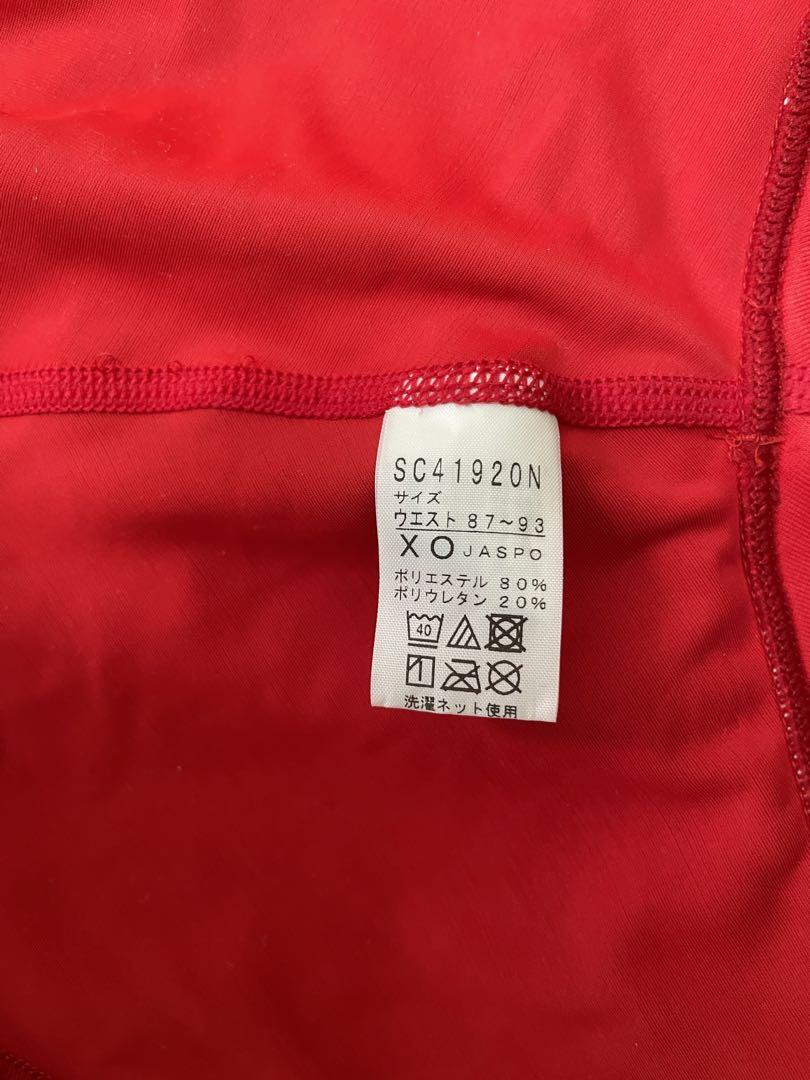 SC41920N
サイズ
ウエスト 87～93
XO JASPO
ポリエステル 80%
ポリウレタン 20%
40
洗濯ネット使用